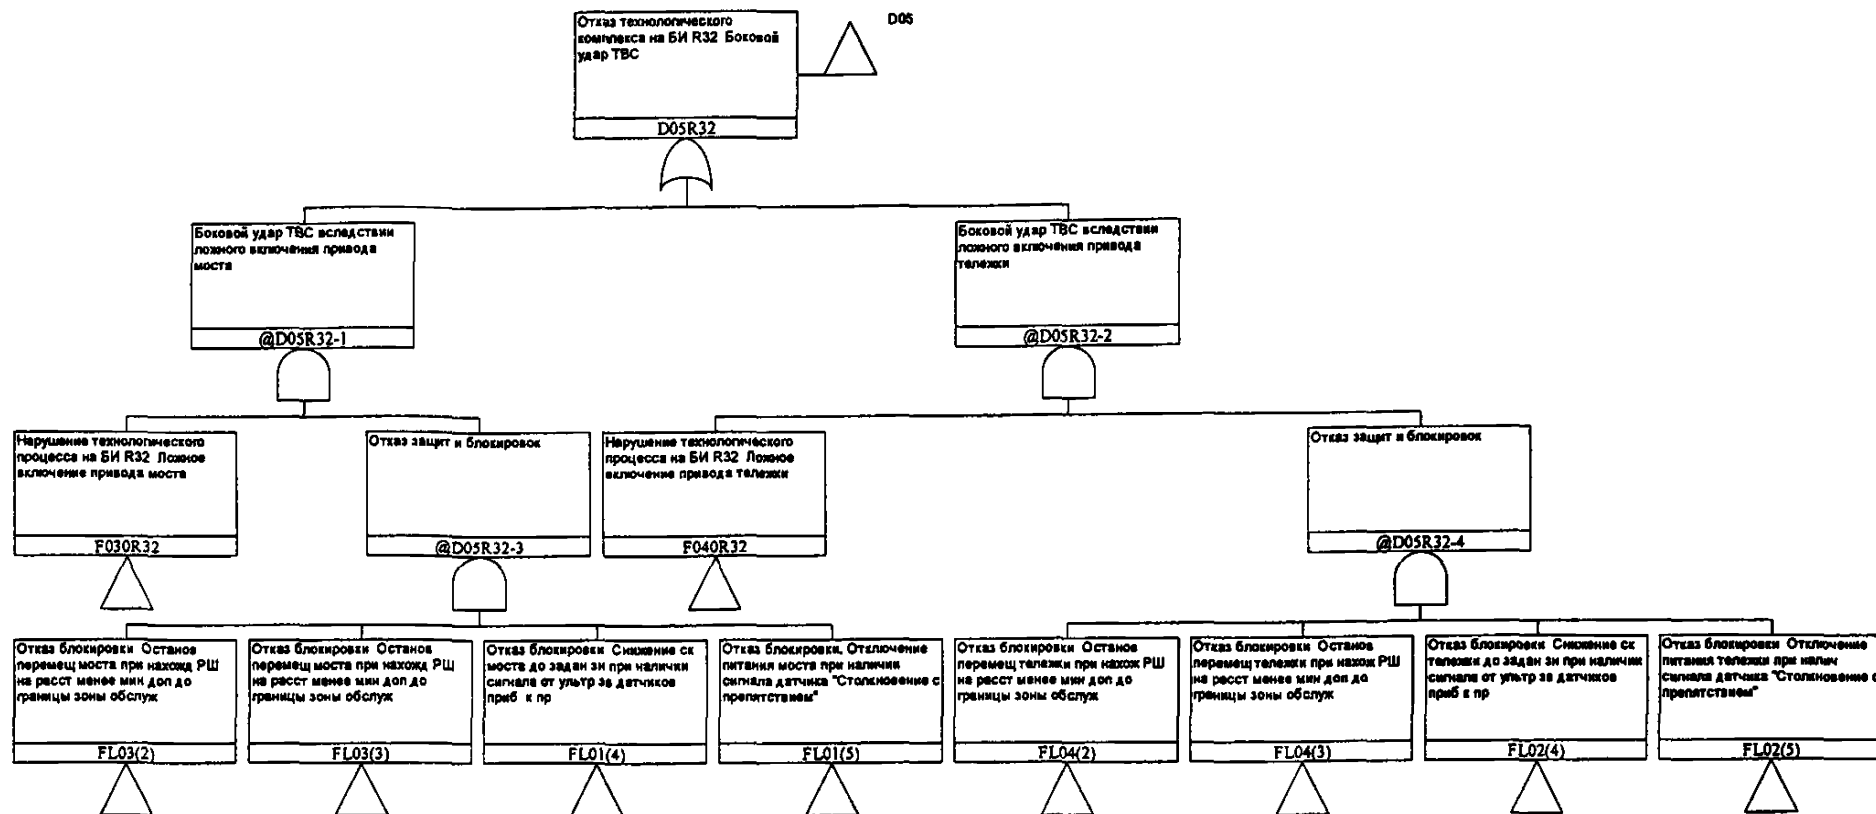 Отказ технологического
комплекса на БИ R32 Боковой
удар ТВС
D05R32
D05
Боковой удар ТВС вследствии
ложного включения привода
моста
@D05R32-1
Боковой удар ТВС вследствии
ложного включения привода
тележки
@D05R32-2
Нарушение технологического
процесса на БИ R32 Ложное
включение привода моста
F030R32
Отказ защит и блокировок
@D05R32-3
Нарушение технологического
процесса на БИ R32 Ложное
включение привода тележки
F040R32
Отказ защит и блокировок
@D05R32-4
Отказ блокировки Останов
перемещ моста при нахожд РШ
на расст менее мин доп до
границы зоны обслуж
FL03(2)
Отказ блокировки Останов
перемещ моста при нахожд РШ
на расст менее мин доп до
границы зоны обслуж
FL03(3)
Отказ блокировки Снижение ск
моста до задан зн при наличии
сигнала от ультр зв датчиков
приб к пр
FL01(4)
Отказ блокировки. Отключение
питания моста при наличии
сигнала датчика "Столкновение с
препятствием"
FL01(5)
Отказ блокировки Останов
перемещ тележки при нахож РШ
на расст менее мин доп до
границы зоны обслуж
FL04(2)
Отказ блокировки Останов
перемещ тележки при нахож РШ
на расст менее мин доп до
границы зоны обслуж
FL04(3)
Отказ блокировки Снижение ск
тележки до задан зн при наличии
сигнала от ультр зв датчиков
приб к пр
FL02(4)
Отказ блокировки Отключение
питания тележки при налич
сигнала датчика "Столкновение с
препятствием"
FL02(5)